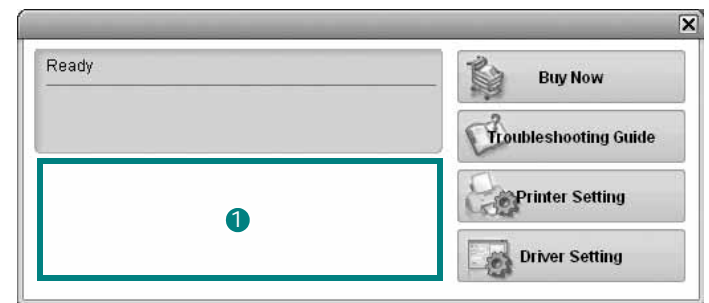 Ready
Buy Now
Troubleshooting Guide
1
Printer Setting
Driver Setting